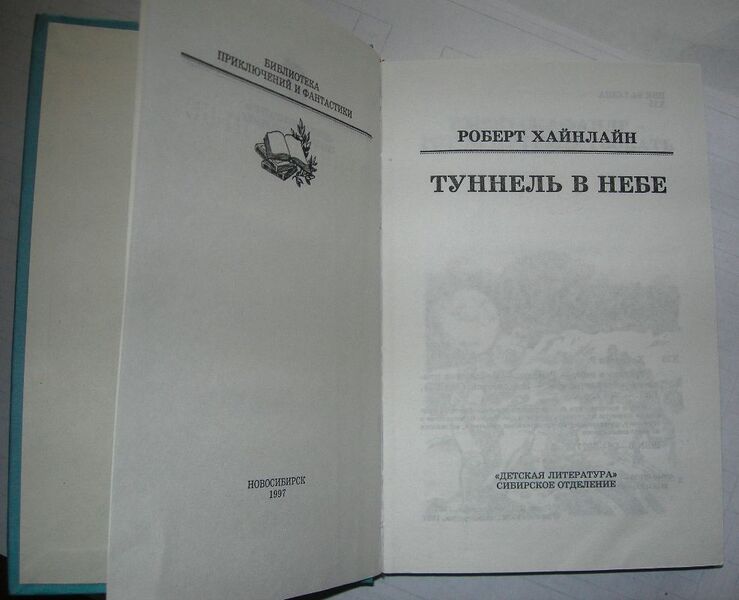 БИБЛИОТЕКА
ПРИКЛЮЧЕНИЙ И ФАНТАСТИКИ
НОВОСИБИРСК
1997
РОБЕРТ ХАЙНЛАЙН
ТУННЕЛЬ В НЕБЕ
«ДЕТСКАЯ ЛИТЕРАТУРА»
СИБИРСКОЕ ОТДЕЛЕНИЕ